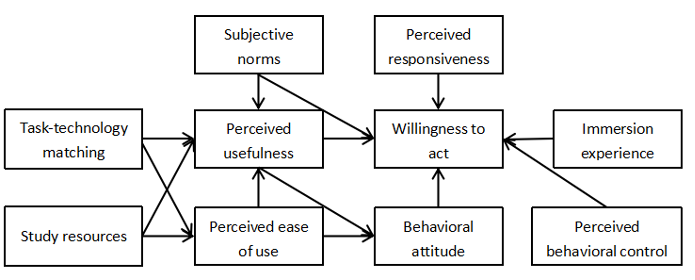 Subjective
norms
Perceived
responsiveness
Task-technology
matching
Perceived
usefulness
Willingness to
act
Immersion
experience
Study resources
Perceived ease
of use
Behavioral
attitude
Perceived
behavioral control